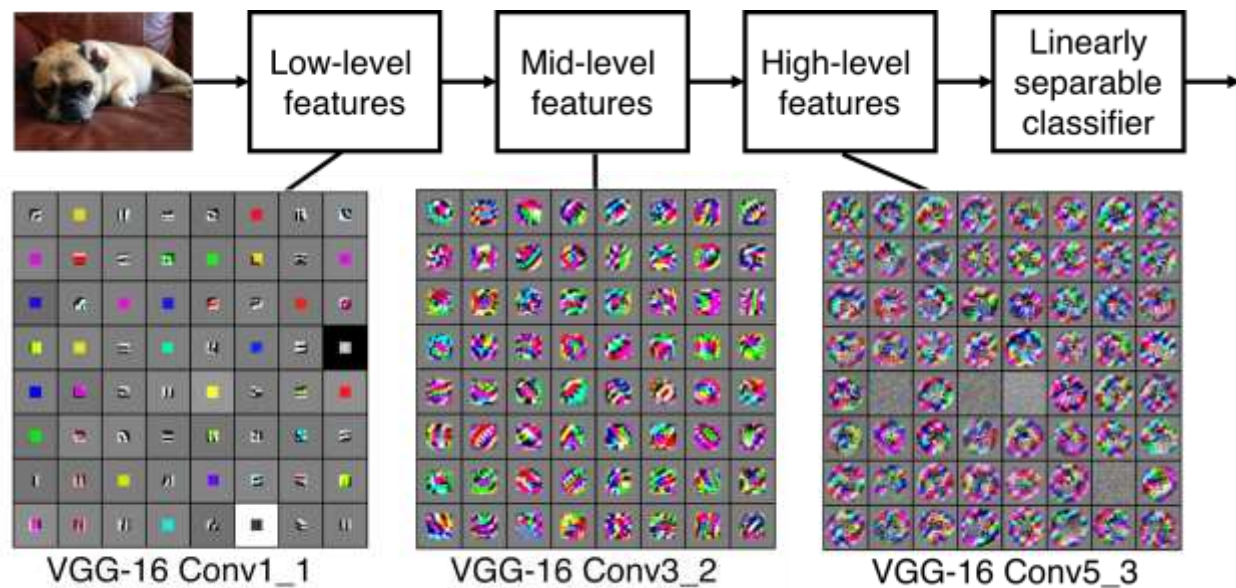 Low-level
features
Mid-level
features
High-level
features
Linearly
separable
classifier
VGG-16 Conv1_1
VGG-16 Conv3_2
VGG-16 Conv5_3